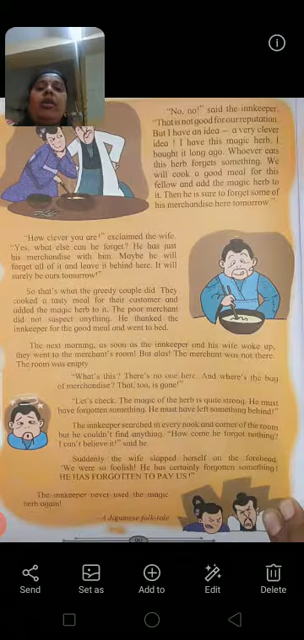 "No, no!" said the innkeeper.
"That is not good for our reputation.
But I have an idea — a very clever
idea ! I have this magic herb. I
bought it long ago. Whoever eats
this herb forgets something. We
will cook a good meal for this
fellow and add the magic herb to
it. Then he is sure to forget some of
his merchandise here tomorrow."
"How clever you are!" exclaimed the wife.
"Yes, what else can he forget? He has just
his merchandise with him. Maybe he will
forget all of it and leave it behind here. It will
surely be ours tomorrow!"
So that's what the greedy couple did. They
cooked a tasty meal for their customer and
added the magic herb to it. The poor merchant
did not suspect anything. He thanked the
innkeeper for the good meal and went to bed.
The next morning, as soon as the innkeeper and his wife woke up,
they went to the merchant's room! But alas! The merchant was not there.
The room was empty.
"What's this? There's no one here. And where's the bag
of merchandise? That, too, is gone!"
"Let's check. The magic of the herb is quite strong. He must
have forgotten something. He must have left something behind!"
The innkeeper searched in every nook and corner of the room
but he couldn't find anything. "How come he forgot nothing?
I can't believe it!" said he.
Suddenly the wife slapped herself on the forehead.
"We were so foolish! He has certainly forgotten something!
HE HAS FORGOTTEN TO PAY US!"
The innkeeper never used the magic
herb again!
—A Japanese folk-tale
Send
Set as
Add to
Edit
Delete